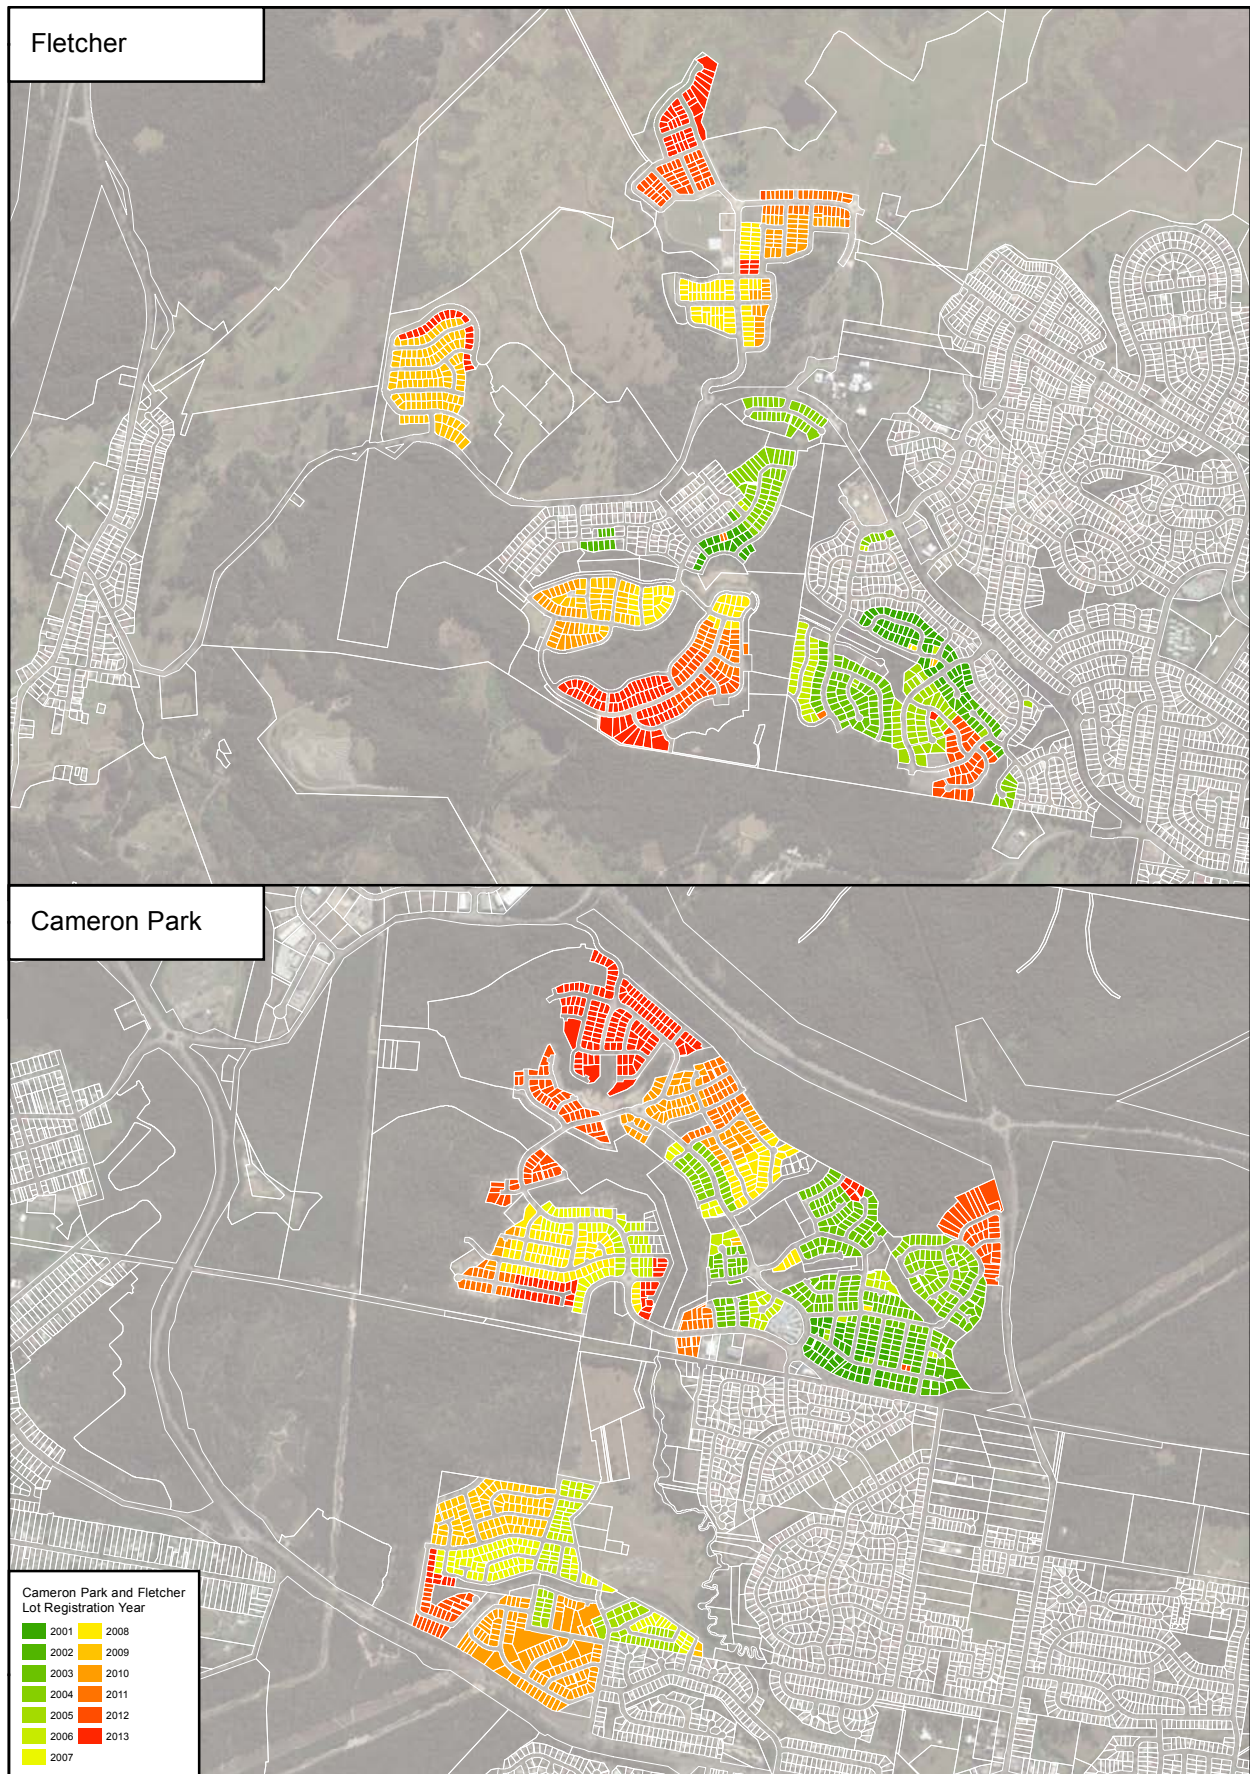 Fletcher
Cameron Park
Cameron Park and Fletcher
Lot Registration Year
2001 2008
2002 2009
2003 2010
2004 2011
2005 2012
2006 2013
2007